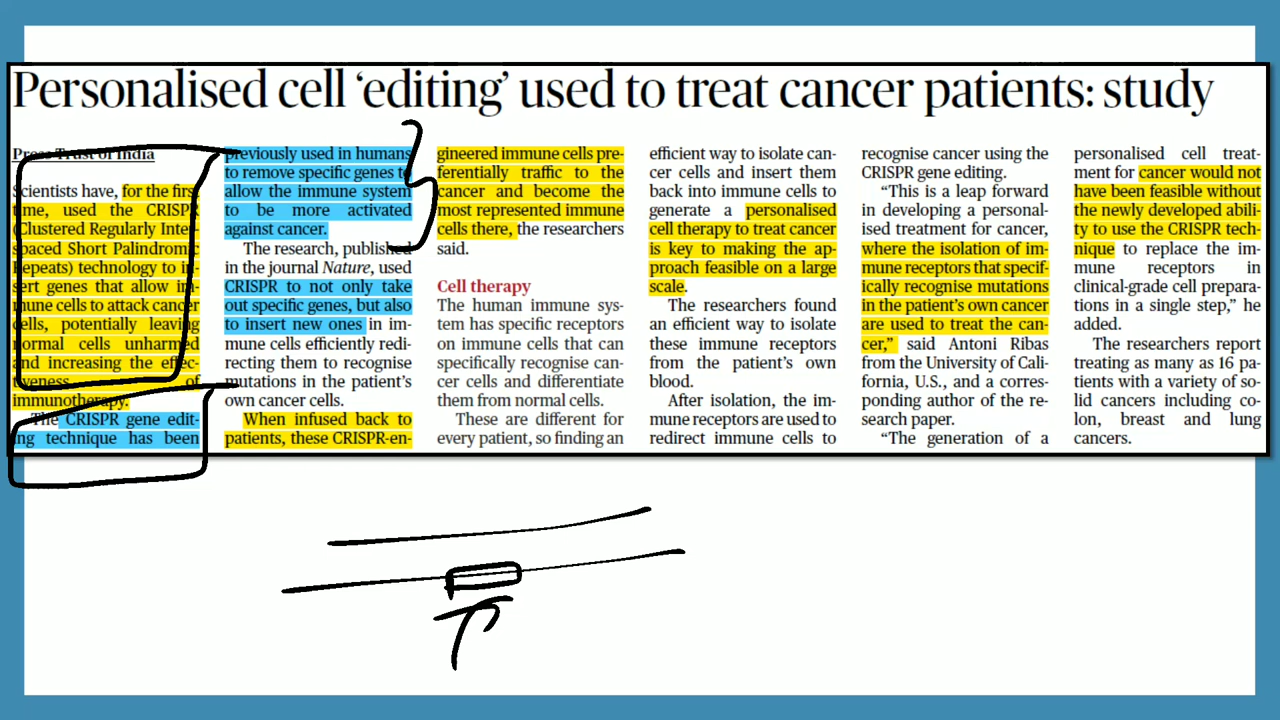 Personalised cell ‘editing’ used to treat cancer patients: study
Press Trust of India
Scientists have, for the first
time, used the CRISPR
(Clustered Regularly Inter-
spaced Short Palindromic
Repeats) technology to in-
sert genes that allow im-
mune cells to attack cancer
cells, potentially leaving
normal cells unharmed
and increasing the effec-
tiveness of
immunotherapy.
The CRISPR gene edit-
ing technique has been
previously used in humans
to remove specific genes to
allow the immune system
to be more activated
against cancer.
The research, published
in the journal Nature, used
CRISPR to not only take
out specific genes, but also
to insert new ones in im-
mune cells efficiently redi-
recting them to recognise
mutations in the patient’s
own cancer cells.
When infused back to
patients, these CRISPR-en-
gineered immune cells pre-
ferentially traffic to the
cancer and become the
most represented immune
cells there, the researchers
said.
Cell therapy
The human immune sys-
tem has specific receptors
on immune cells that can
specifically recognise can-
cer cells and differentiate
them from normal cells.
These are different for
every patient, so finding an
efficient way to isolate can-
cer cells and insert them
back into immune cells to
generate a personalised
cell therapy to treat cancer
is key to making the ap-
proach feasible on a large
scale.
The researchers found
an efficient way to isolate
these immune receptors
from the patient’s own
blood.
After isolation, the im-
mune receptors are used to
redirect immune cells to
recognise cancer using the
CRISPR gene editing.
“This is a leap forward
in developing a personal-
ised treatment for cancer,
where the isolation of im-
mune receptors that specif-
ically recognise mutations
in the patient’s own cancer
are used to treat the can-
cer,” said Antoni Ribas
from the University of Cali-
fornia, U.S., and a corres-
ponding author of the re-
search paper.
“The generation of a
personalised cell treat-
ment for cancer would not
have been feasible without
the newly developed abili-
ty to use the CRISPR tech-
nique to replace the im-
mune receptors in
clinical-grade cell prepara-
tions in a single step,” he
added.
The researchers report
treating as many as 16 pa-
tients with a variety of so-
lid cancers including co-
lon, breast and lung
cancers.